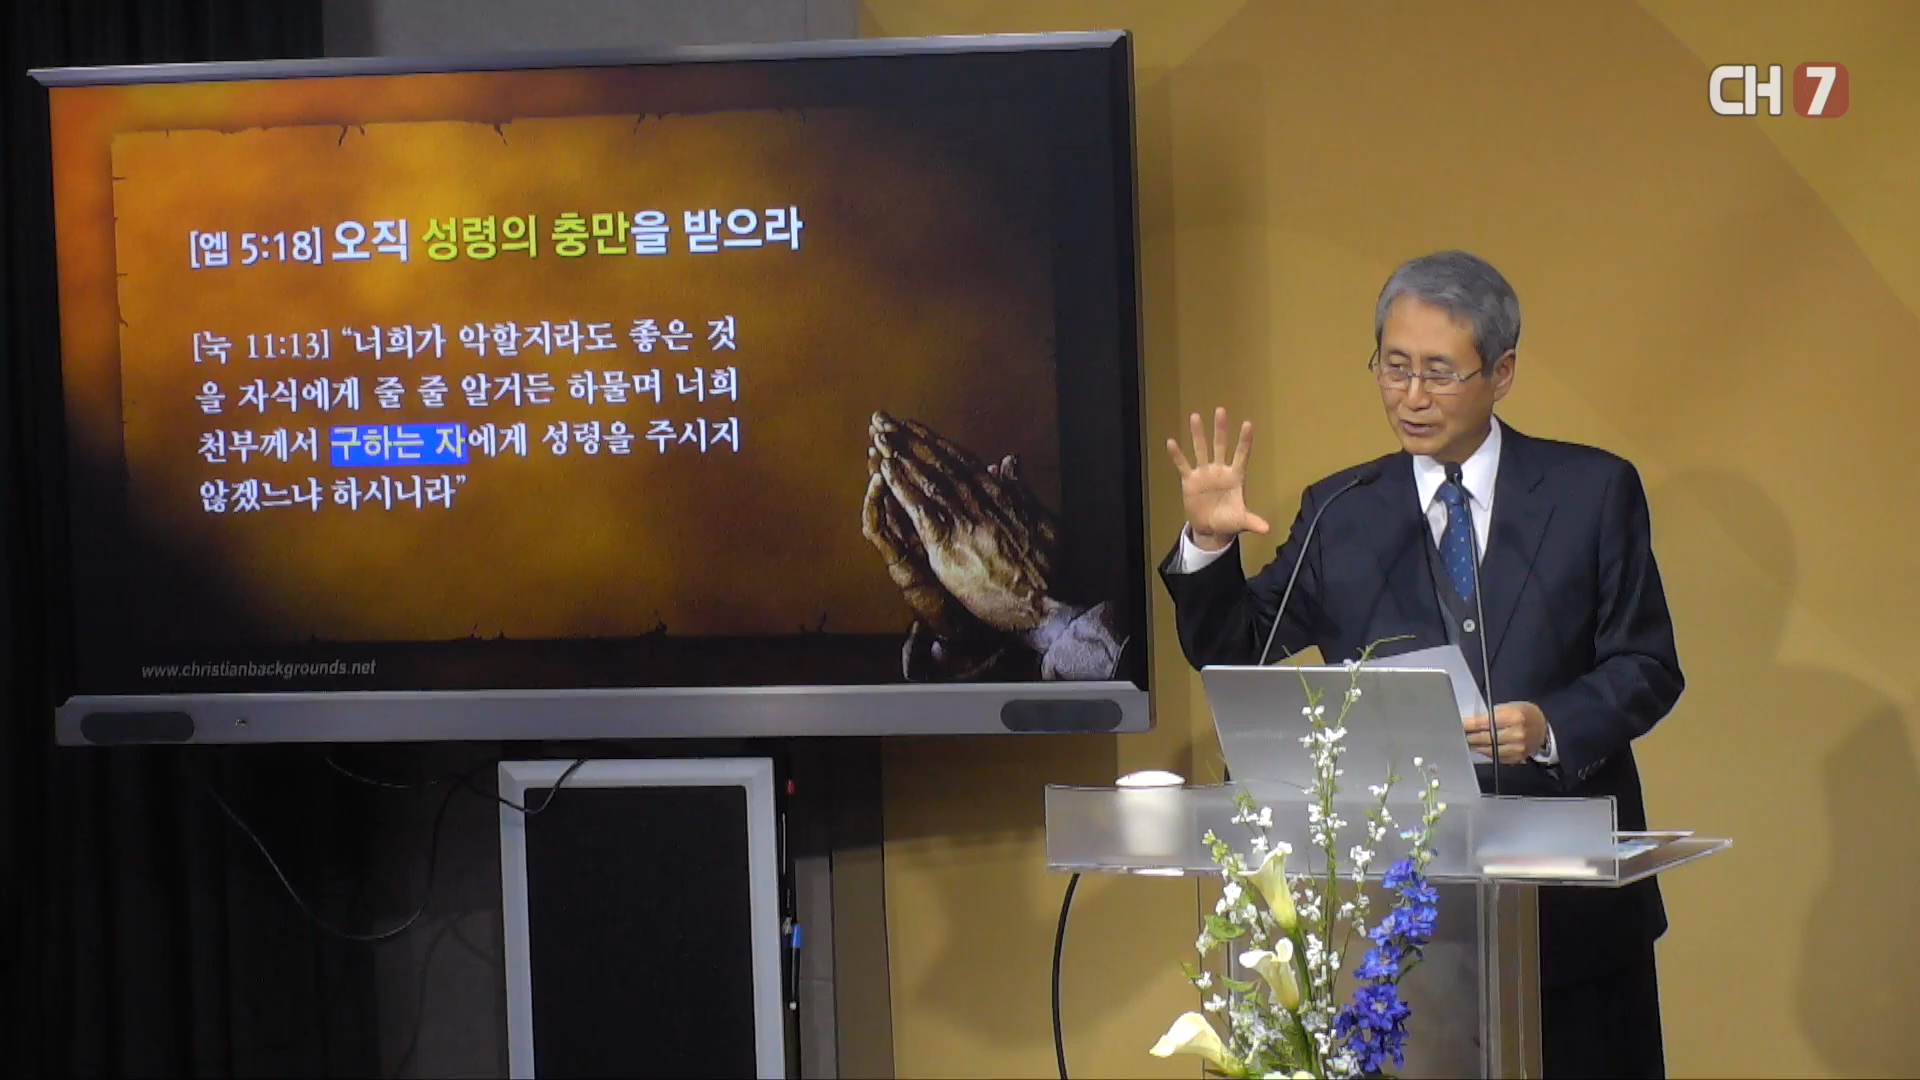 CH 7
[엡 5:18] 오직 성령의 충만을 받으라
[눅 11:13] “너희가 악할지라도 좋은 것
을 자식에게 줄 줄 알거든 하물며 너희
천부께서 구하는 자에게 성령을 주시지
않겠느냐 하시니라”
www.christianbackgrounds.net